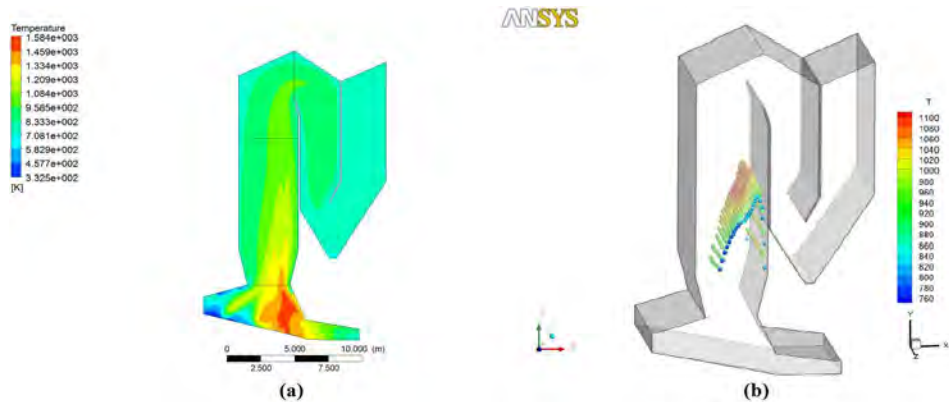 Temperature
1.584e+003
1.459e+003
1.334e+003
1.209e+003
1.084e+003
9.585e+002
8.333e+002
7.081e+002
5.829e+002
4.577e+002
3.325e+002
[K]
0 5.000 10.000 (m)
2.500 7.500
(a)
ANSYS
T
1100
1080
1060
1040
1020
1000
980
960
940
920
900
880
860
840
820
800
780
760
Y
X
Z
(b)